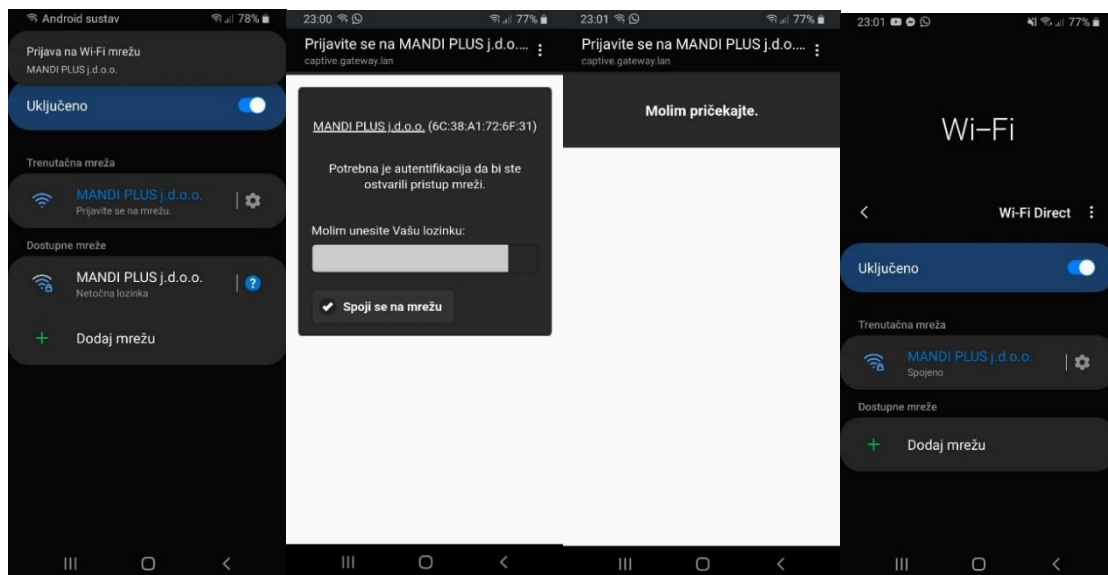 Android sustav
78%
Prijava na Wi-Fi mrežu
MANDI PLUS j.d.o.o.
Uključeno
Trenutačna mreža
MANDI PLUS j.d.o.o.
Prijavite se na mrežu.
Dostupne mreže
MANDI PLUS j.d.o.o.
?
Netočna lozinka
+ Dodaj mrežu
23:00
77%
Prijavite se na MANDI PLUS j.d.o....
captive.gateway.lan
MANDI PLUS j.d.o.o. (6C:38:A1:72:6F:31)
Potrebna je autentifikacija da bi ste
ostvarili pristup mreži.
Molim unesite Vašu lozinku:
Spoji se na mrežu
23:01
77%
Prijavite se na MANDI PLUS j.d.o....
captive.gateway.lan
Molim pričekajte.
23:01
77%
Wi-Fi
Wi-Fi Direct
Uključeno
Trenutačna mreža
MANDI PLUS j.d.o.o.
Spojeno
Dostupne mreže
+ Dodaj mrežu